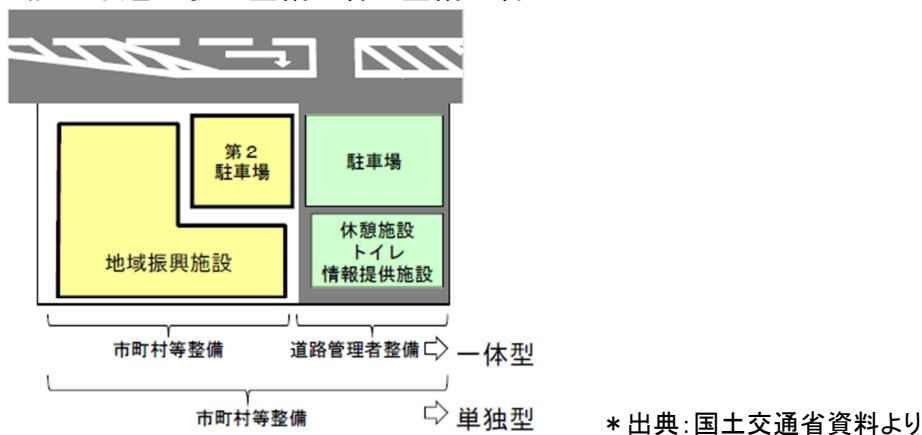 第2
駐車場
駐車場
地域振興施設
休憩施設
トイレ
情報提供施設
市町村等整備
道路管理者整備
一体型
市町村等整備
単独型
*出典:国土交通省資料より